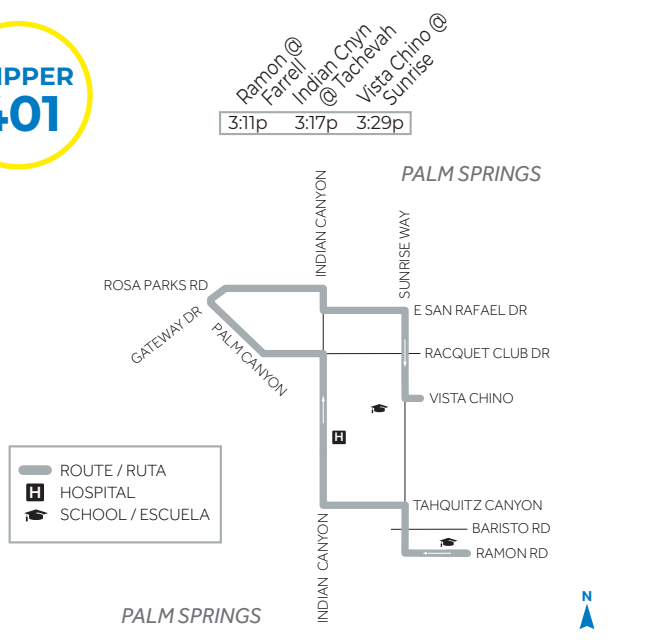 401
Ramon @
Farrell
Indian Cnyn
@ Tachevah
Vista Chino @
Sunrise
3:11p 3:17p 3:29p
PALM SPRINGS
INDIAN CANYON
SUNRISE WAY
ROSA PARKS RD
GATEWAY DR
PALM CANYON
E SAN RAFAEL DR
RACQUET CLUB DR
VISTA CHINO
H
ROUTE / RUTA
H HOSPITAL
SCHOOL / ESCUELA
TAHQUITZ CANYON
BARISTO RD
RAMON RD
INDIAN CANYON
PALM SPRINGS
N